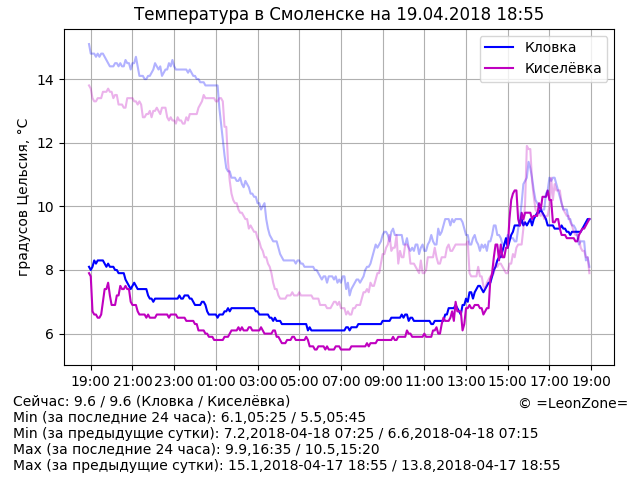 Температура в Смоленске на 19.04.2018 18:55
Кловка
Киселёвка
градусов Цельсия, °C
14
12
10
8
6
19:00 21:00 23:00 01:00 03:00 05:00 07:00 09:00 11:00 13:00 15:00 17:00 19:00
Сейчас: 9.6 / 9.6 (Кловка / Киселёвка)
© =LeonZone=
Min (за последние 24 часа): 6.1,05:25 / 5.5,05:45
Min (за предыдущие сутки): 7.2,2018-04-18 07:25 / 6.6,2018-04-18 07:15
Max (за последние 24 часа): 9.9,16:35 / 10.5,15:20
Max (за предыдущие сутки): 15.1,2018-04-17 18:55 / 13.8,2018-04-17 18:55